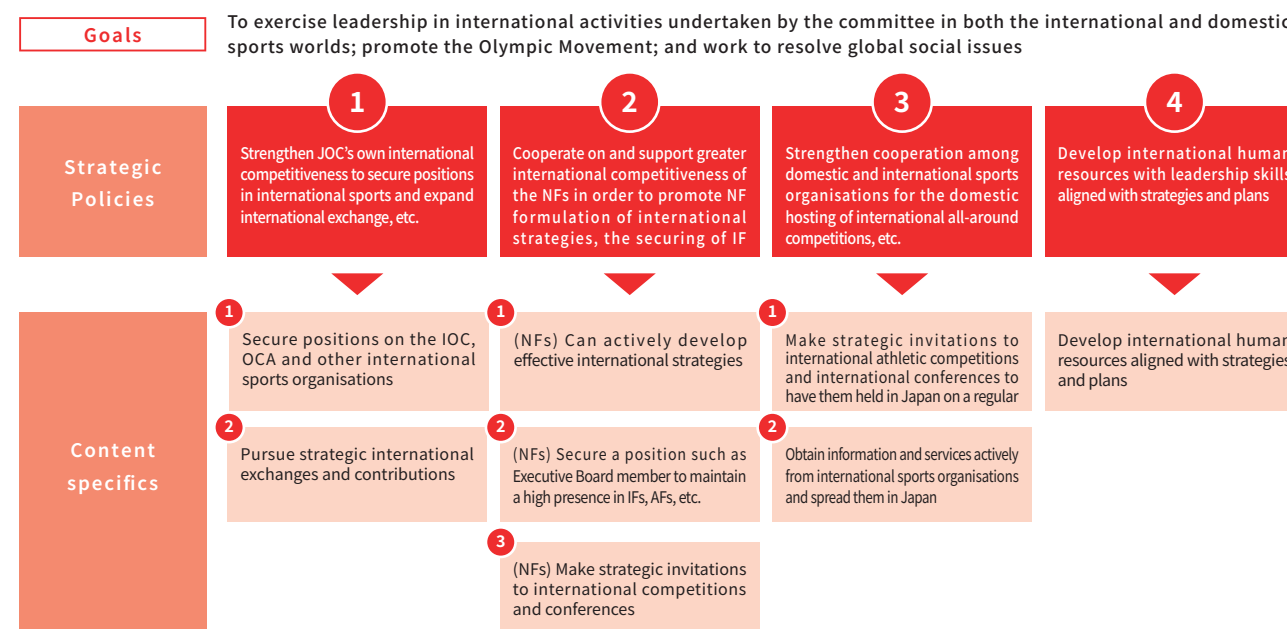 Goals
To exercise leadership in international activities undertaken by the committee in both the international and domestic
sports worlds; promote the Olympic Movement; and work to resolve global social issues
Strategic
Policies
1
Strengthen JOC's own international
competitiveness to secure positions
in international sports and expand
international exchange, etc.
2
Cooperate on and support greater
international competitiveness of
the NFs in order to promote NF
formulation of international
strategies, the securing of IF
3
Strengthen cooperation among
domestic and international sports
organisations for the domestic
hosting of international all-around
competitions, etc.
4
Develop international human
resources with leadership skills
aligned with strategies and plans
Content
specifics
1
Secure positions on the IOC,
OCA and other international
sports organisations
2
Pursue strategic international
exchanges and contributions
1
(NFs) Can actively develop
effective international strategies
2
(NFs) Secure a position such as
Executive Board member to maintain
a high presence in IFs, AFs, etc.
3
(NFs) Make strategic invitations
to international competitions
and conferences
1
Make strategic invitations to
international athletic competitions
and international conferences to
have them held in Japan on a regular
2
Obtain information and services actively
from international sports organisations
and spread them in Japan
Develop international human
resources aligned with strategies
and plans